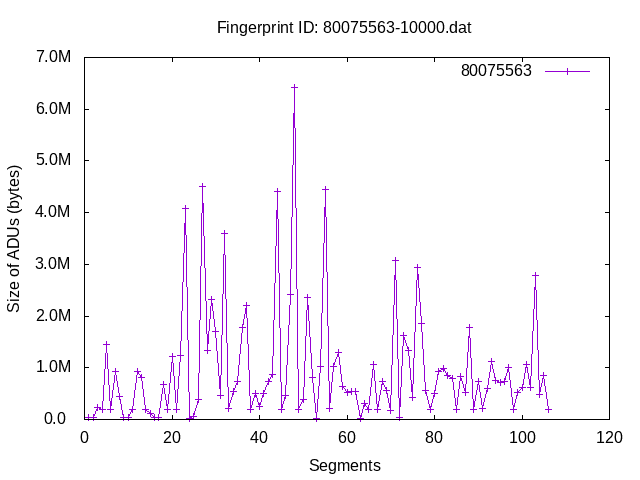 Fingerprint ID: 80075563-10000.dat
80075563
7.0M
6.0M
5.0M
4.0M
3.0M
2.0M
1.0M
0.0
Size of ADUs (bytes)
0 20 40 60 80 100 120
Segments